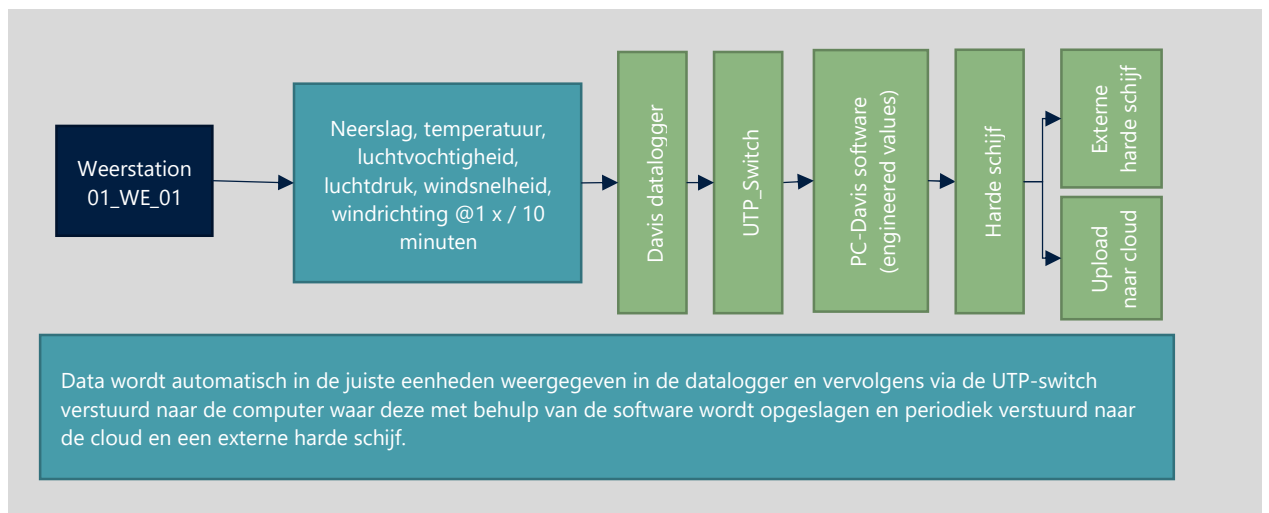 Weerstation
01_WE_01
Neerslag, temperatuur,
luchtvochtigheid,
luchtdruk, windsnelheid,
windrichting @1 x / 10
minuten
Davis datalogger
UTP_Switch
PC-Davis software
(engineered values)
Harde schijf
Externe
harde schijf
Upload
naar cloud
Data wordt automatisch in de juiste eenheden weergegeven in de datalogger en vervolgens via de UTP-switch
verstuurd naar de computer waar deze met behulp van de software wordt opgeslagen en periodiek verstuurd naar
de cloud en een externe harde schijf.